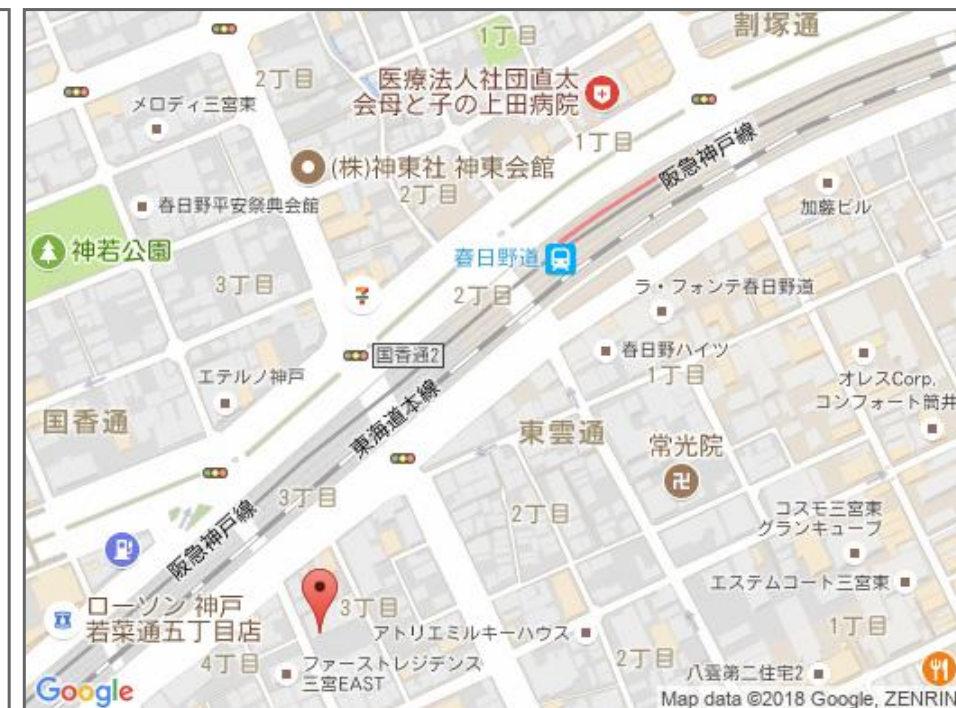 1丁目
割塚通
2丁目
医療法人社団直太
会母と子の上田病院
メロディ三宮東
1丁目
阪急神戸線
(株)神東社 神東会館
2丁目
加藤ビル
春日野平安祭典会館
神若公園
春日野道
3丁目
2丁目
ラ・フォンテ春日野道
国香通2
春日野ハイツ
1丁目
エテルノ神戸
オレスCorp.
コンフォート筒井
国香通
東海道本線
東雲通
常光院
3丁目
2丁目
コスモ三宮東
グランキューブ
阪急神戸線
エステムコート三宮東
ローソン 神戸
若菜通五丁目店
3丁目
アトリエミルキーハウス
1丁目
4丁目
ファーストレジデンス
三宮EAST
2丁目
八雲第二住宅2
Google
Map data ©2018 Google, ZENRIN